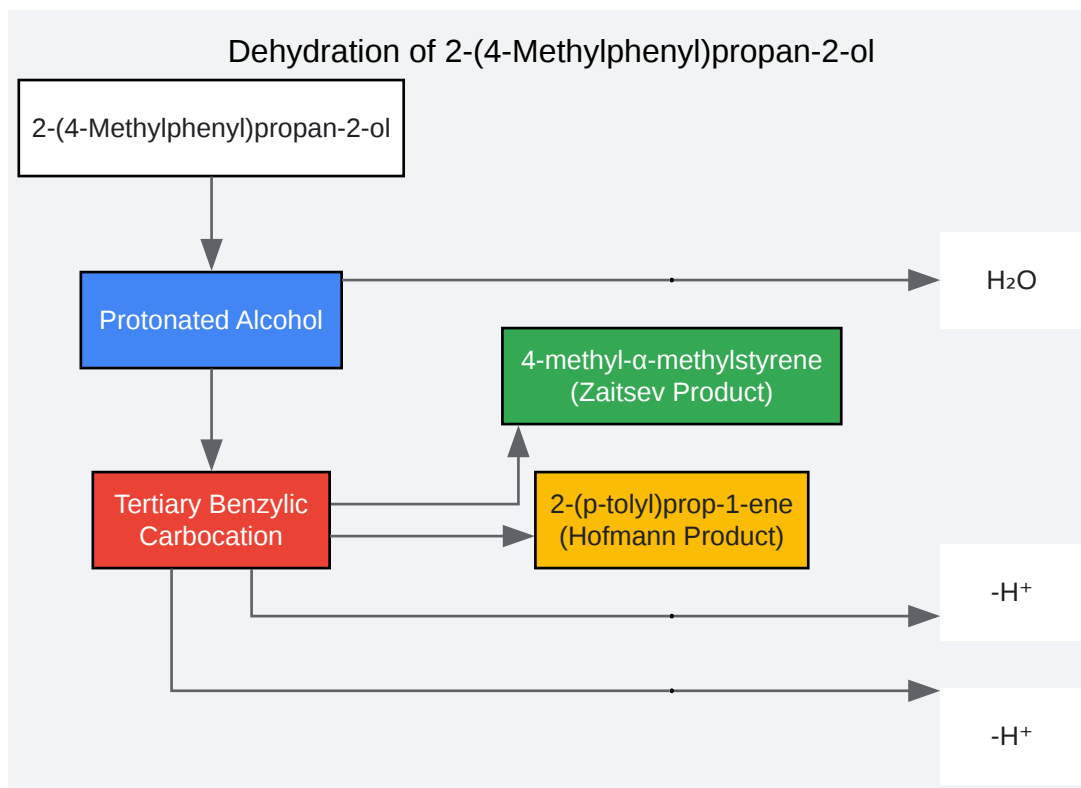 Dehydration of 2-(4-Methylphenyl)propan-2-ol
2-(4-Methylphenyl)propan-2-ol
H₂O
Protonated Alcohol
4-methyl-α-methylstyrene
(Zaitsev Product)
Tertiary Benzylic
Carbocation
2-(p-tolyl)prop-1-ene
(Hofmann Product)
-H⁺
-H⁺